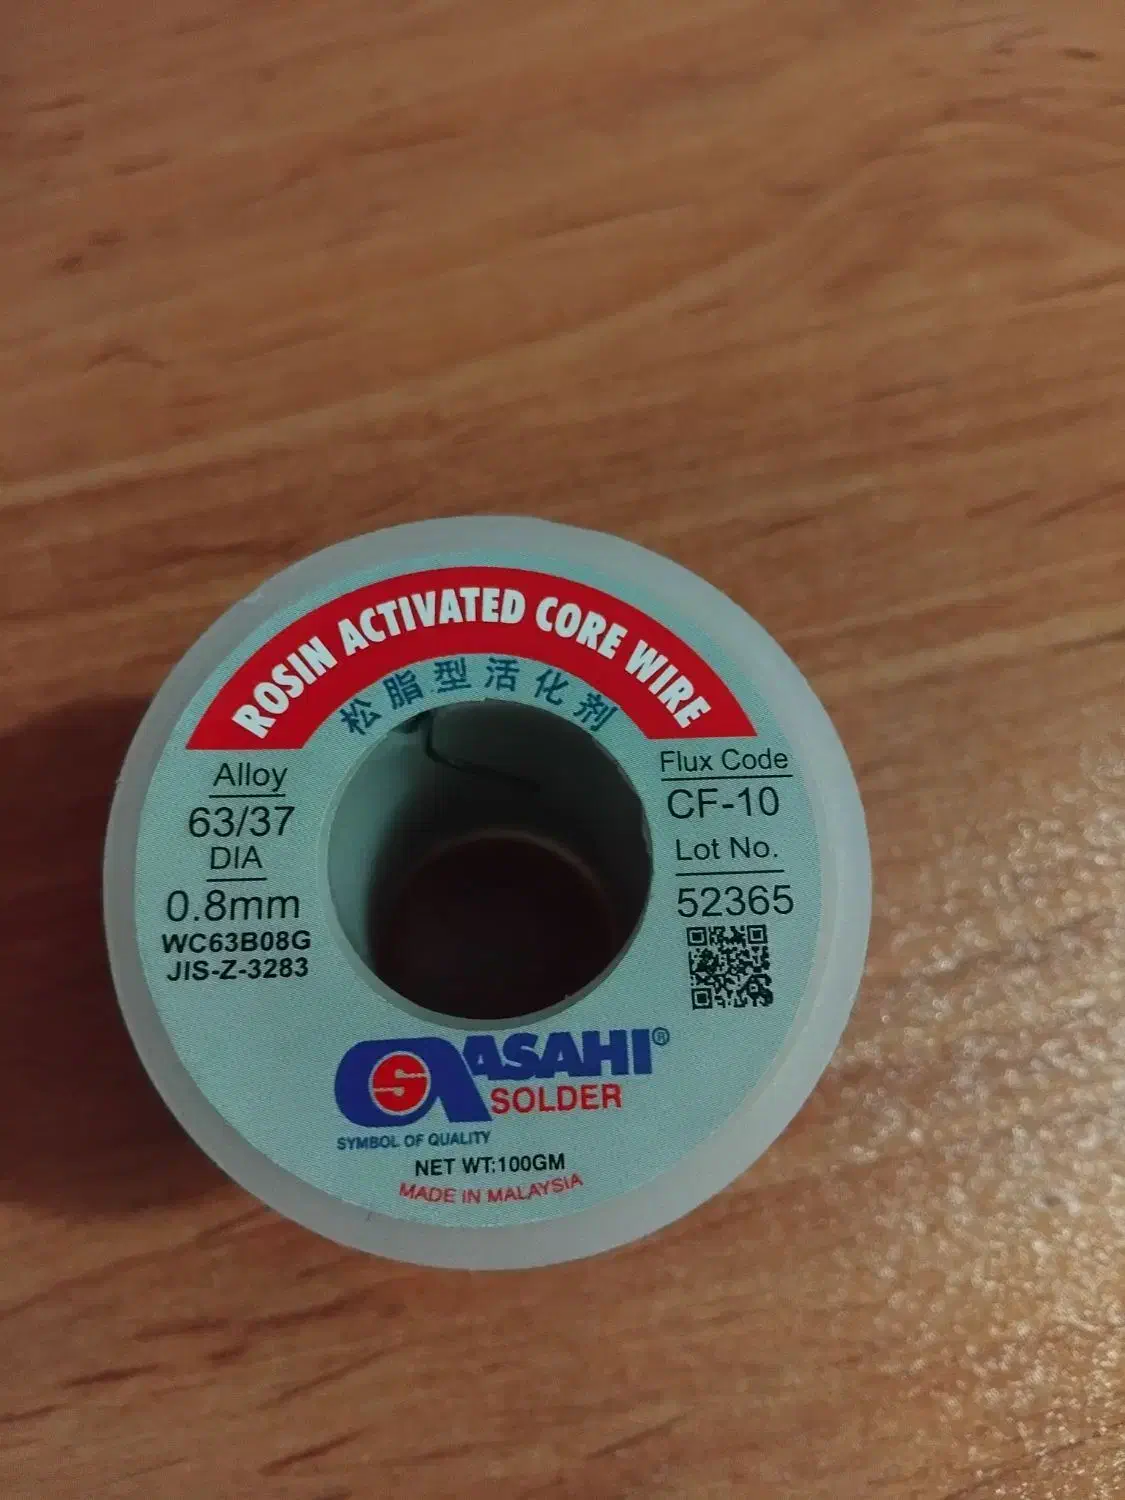 ROSIN ACTIVATED CORE WIRE
松脂型活化剂
Alloy
63/37
DIA
0.8mm
WC63B08G
JIS-Z-3283
Flux Code
CF-10
Lot No.
52365
ASAHI®
S
SOLDER
SYMBOL OF QUALITY
NET WT:100GM
MADE IN MALAYSIA